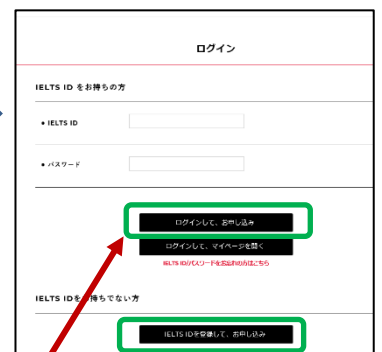 ログイン
IELTS ID をお持ちの方
• IELTS ID
• パスワード
ログインして、お申し込み
ログインして、マイページを開く
IELTS ID/パスワードをお忘れの方はこちら
IELTS IDをお持ちでない方
IELTS IDを登録して、お申し込み